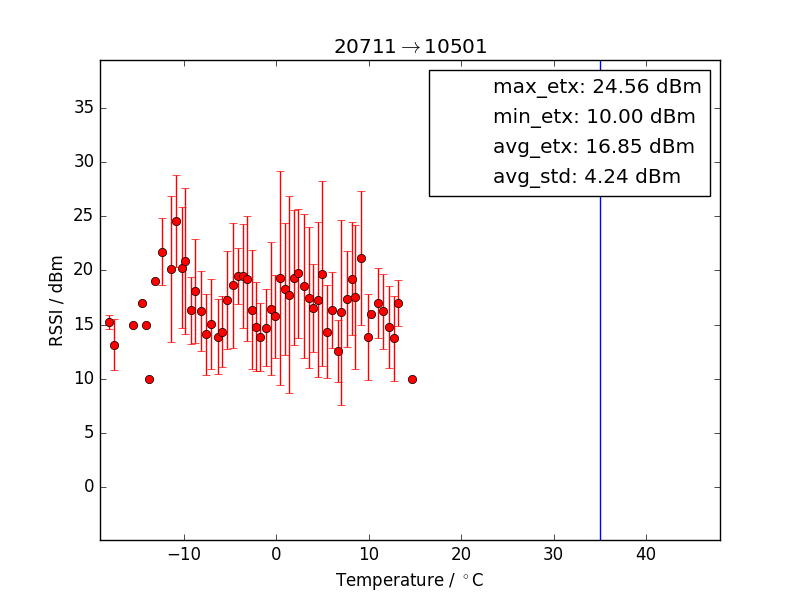 20711→10501
max_etx: 24.56 dBm
min_etx: 10.00 dBm
avg_etx: 16.85 dBm
avg_std: 4.24 dBm
RSSI / dBm
35
30
25
20
15
10
5
0
−10 0 10 20 30 40
Temperature / °C